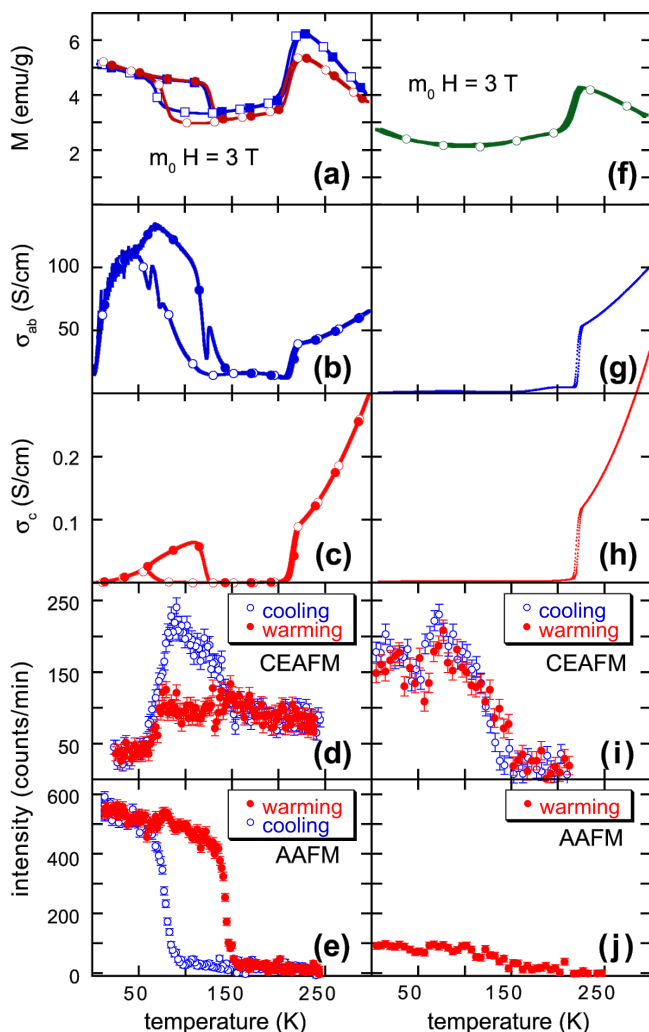 6
4
2
M (emu/g)
m0 H = 3 T
(a)
m0 H = 3 T
(f)
100
50
σab (S/cm)
(b)
(g)
0.2
0.1
σc (S/cm)
(c)
(h)
250
150
50
cooling
warming
CEAFM
(d)
cooling
warming
CEAFM
(i)
intensity (counts/min)
600
400
200
0
warming
cooling
AAFM
(e)
warming
AAFM
(j)
50 150 250 50 150 250
temperature (K) temperature (K)